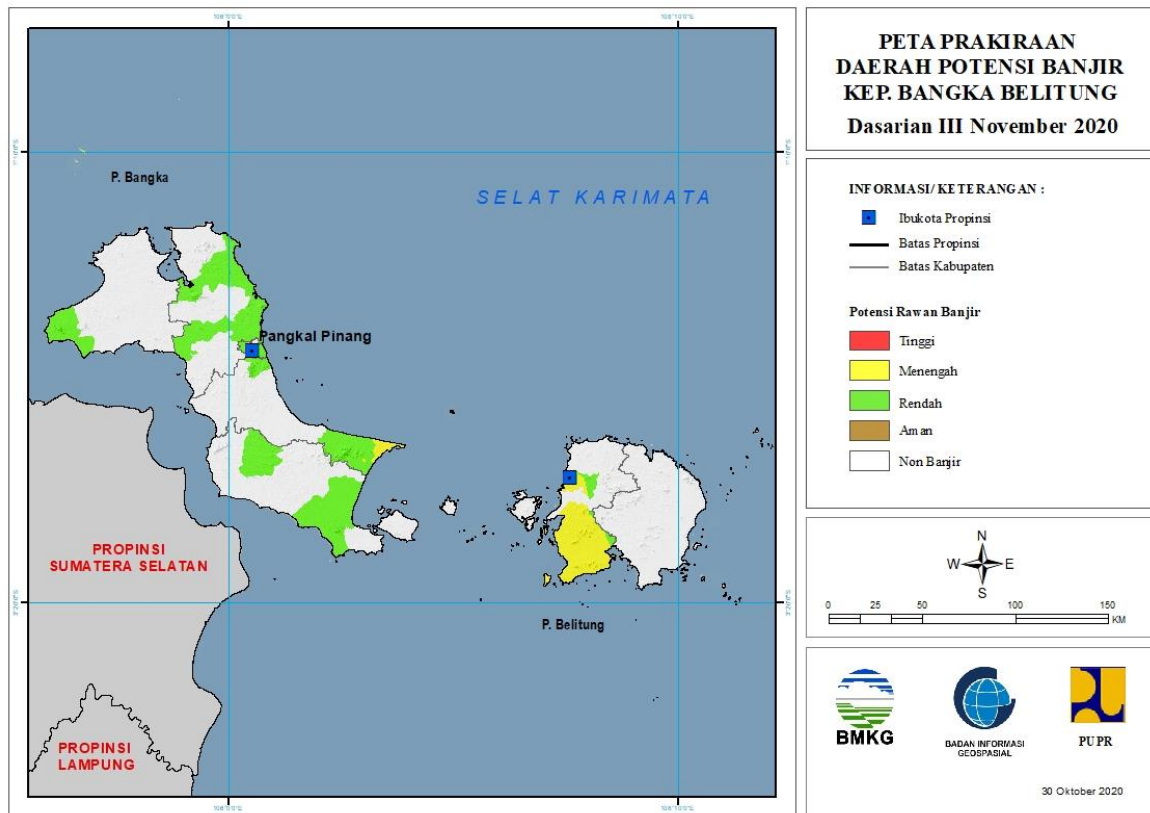 PETA PRAKIRAAN
DAERAH POTENSI BANJIR
KEP. BANGKA BELITUNG
Dasarian III November 2020
P. Bangka
SELAT KARIMATA
Pangkal Pinang
PROPINSI
SUMATERA SELATAN
P. Belitung
PROPINSI
LAMPUNG
INFORMASI/ KETERANGAN :
Ibukota Propinsi
Batas Propinsi
Batas Kabupaten
Potensi Rawan Banjir
Tinggi
Menengah
Rendah
Aman
Non Banjir
N
W E
S
0 25 50 100 150
KM
BMKG
BADAN INFORMASI
GEOSPASIAL
PUPR
30 Oktober 2020